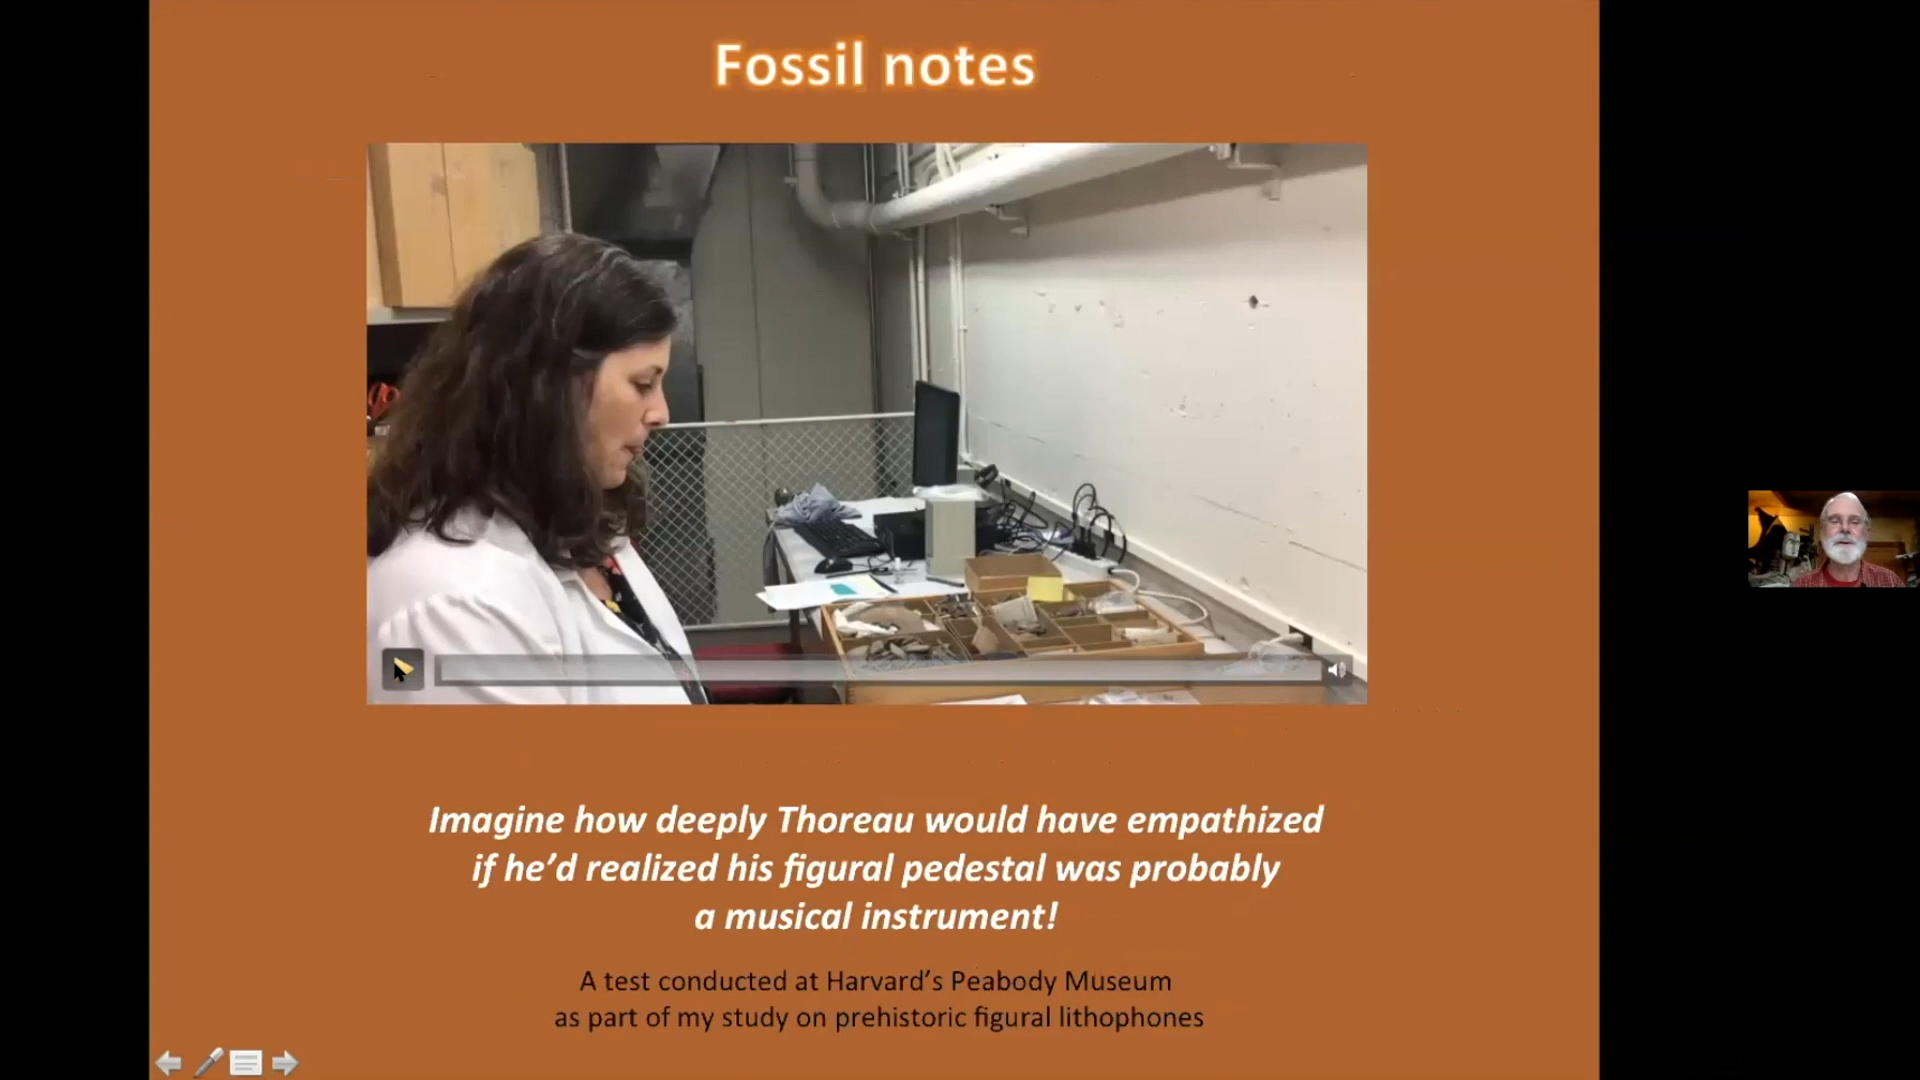 Fossil notes
Imagine how deeply Thoreau would have empathized
if he’d realized his figural pedestal was probably
a musical instrument!
A test conducted at Harvard’s Peabody Museum
as part of my study on prehistoric figural lithophones